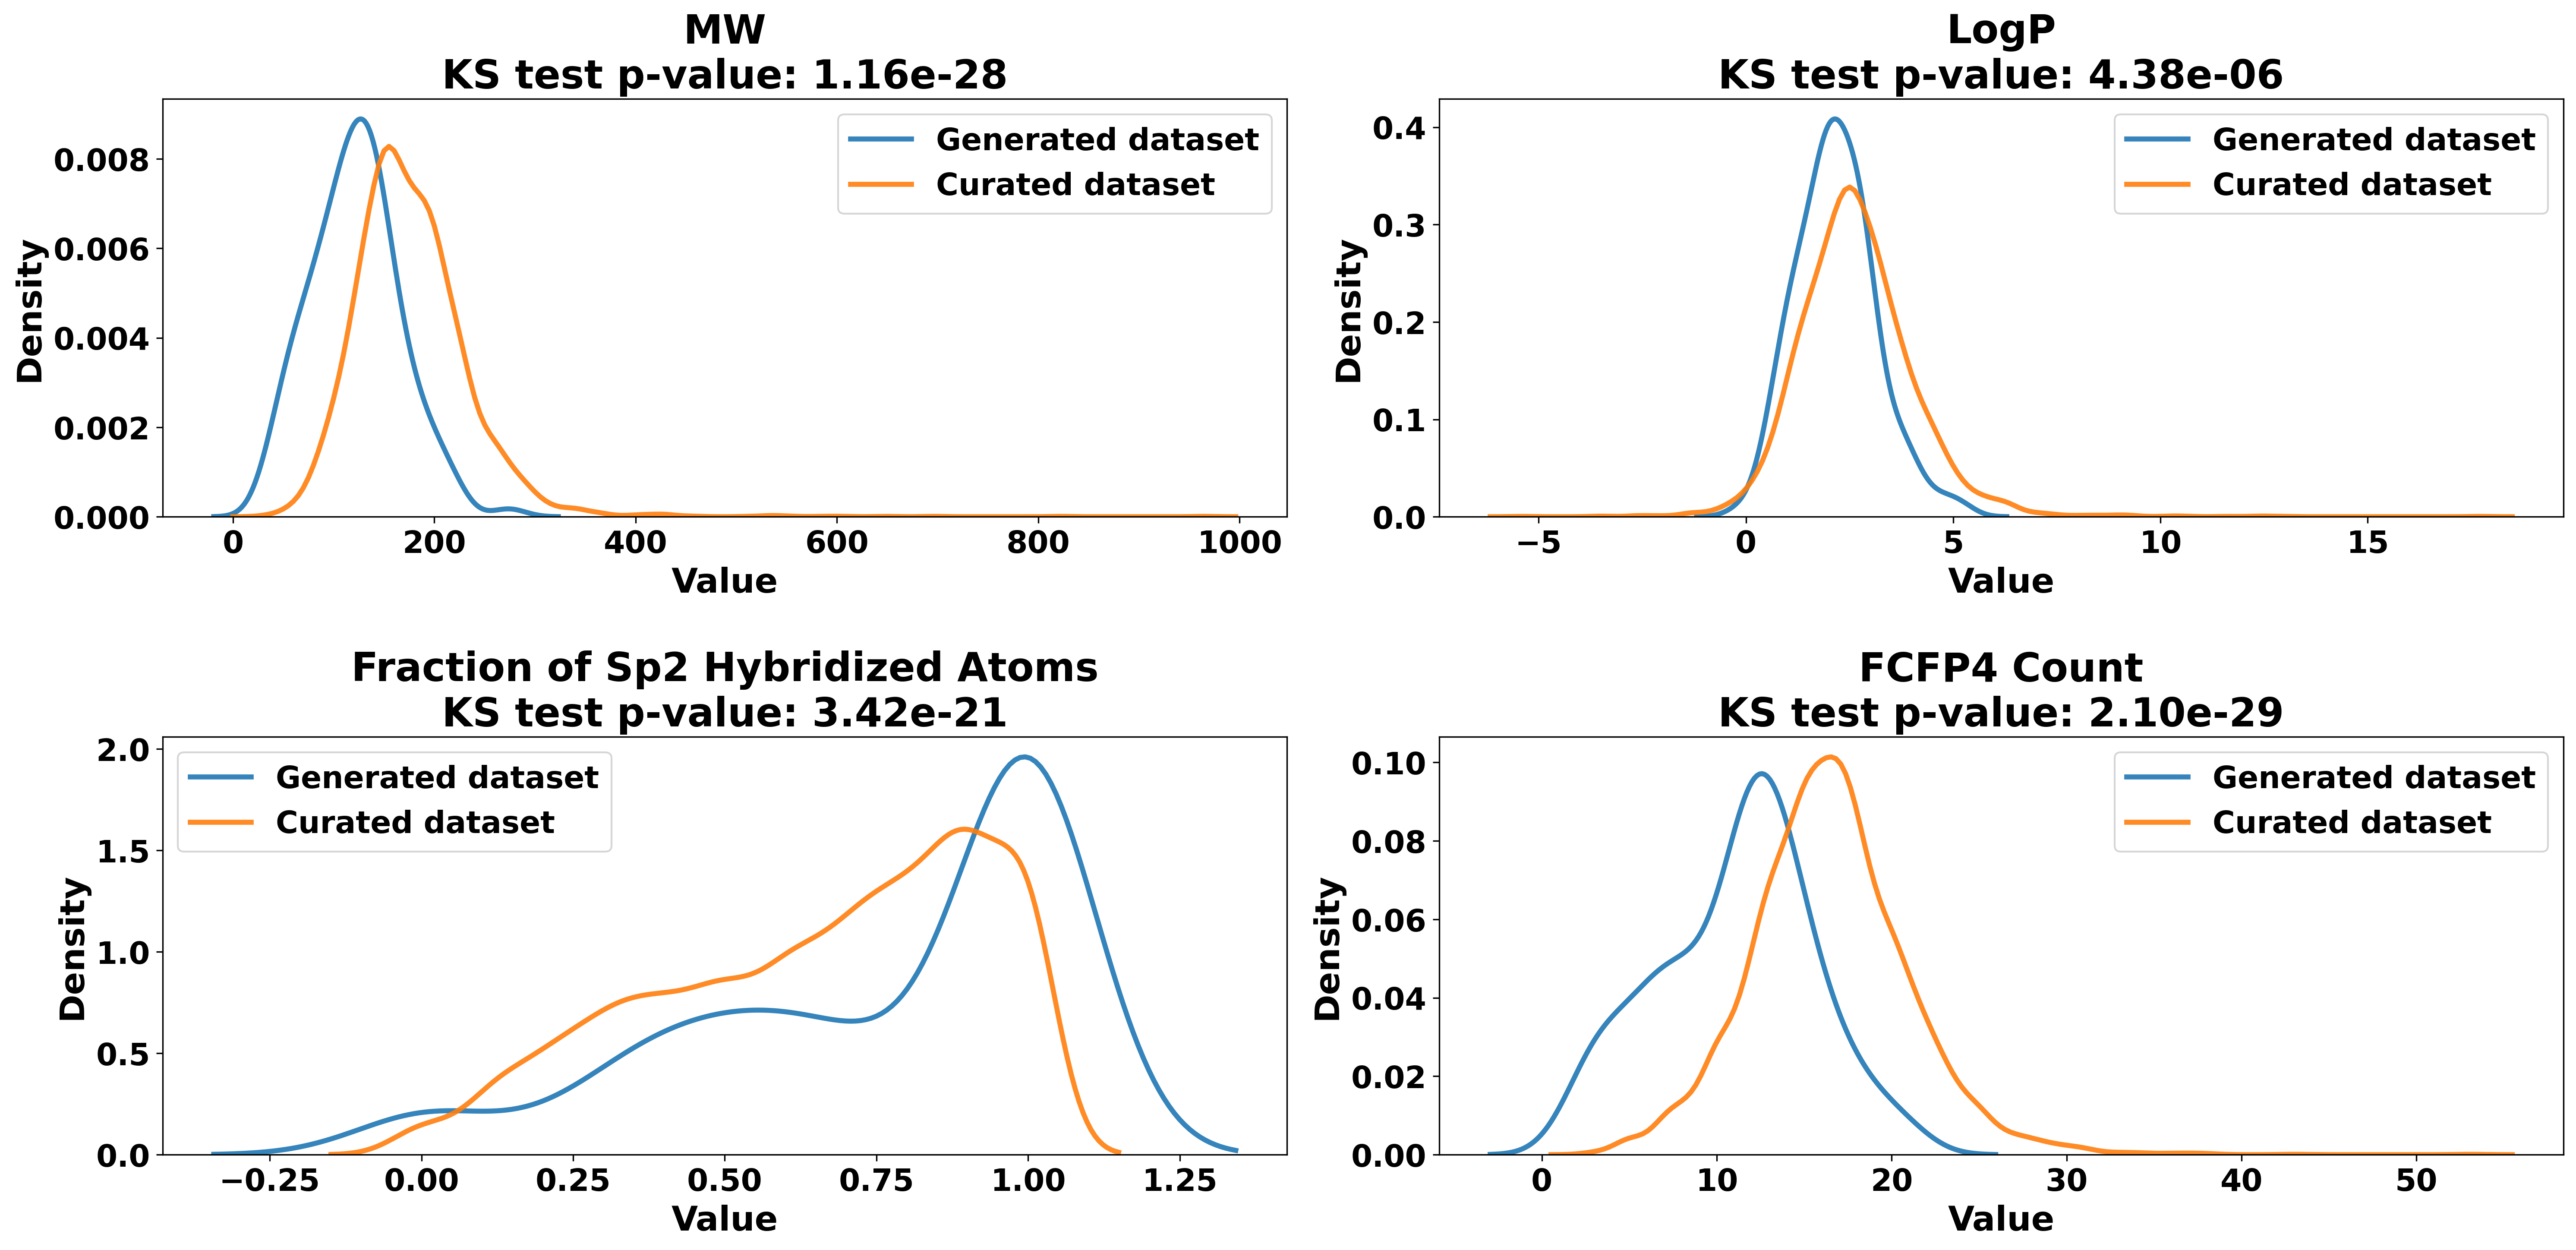 MW
KS test p-value: 1.16e-28
Generated dataset
Curated dataset
Density
0.008
0.006
0.004
0.002
0.000
0
200
400
600
800
1000
Value
LogP
KS test p-value: 4.38e-06
Generated dataset
Curated dataset
Density
0.4
0.3
0.2
0.1
0.0
−5
0
5
10
15
Value
Fraction of Sp2 Hybridized Atoms
KS test p-value: 3.42e-21
Generated dataset
Curated dataset
Density
2.0
1.5
1.0
0.5
0.0
−0.25
0.00
0.25
0.50
0.75
1.00
1.25
Value
FCFP4 Count
KS test p-value: 2.10e-29
Generated dataset
Curated dataset
Density
0.10
0.08
0.06
0.04
0.02
0.00
0
10
20
30
40
50
Value